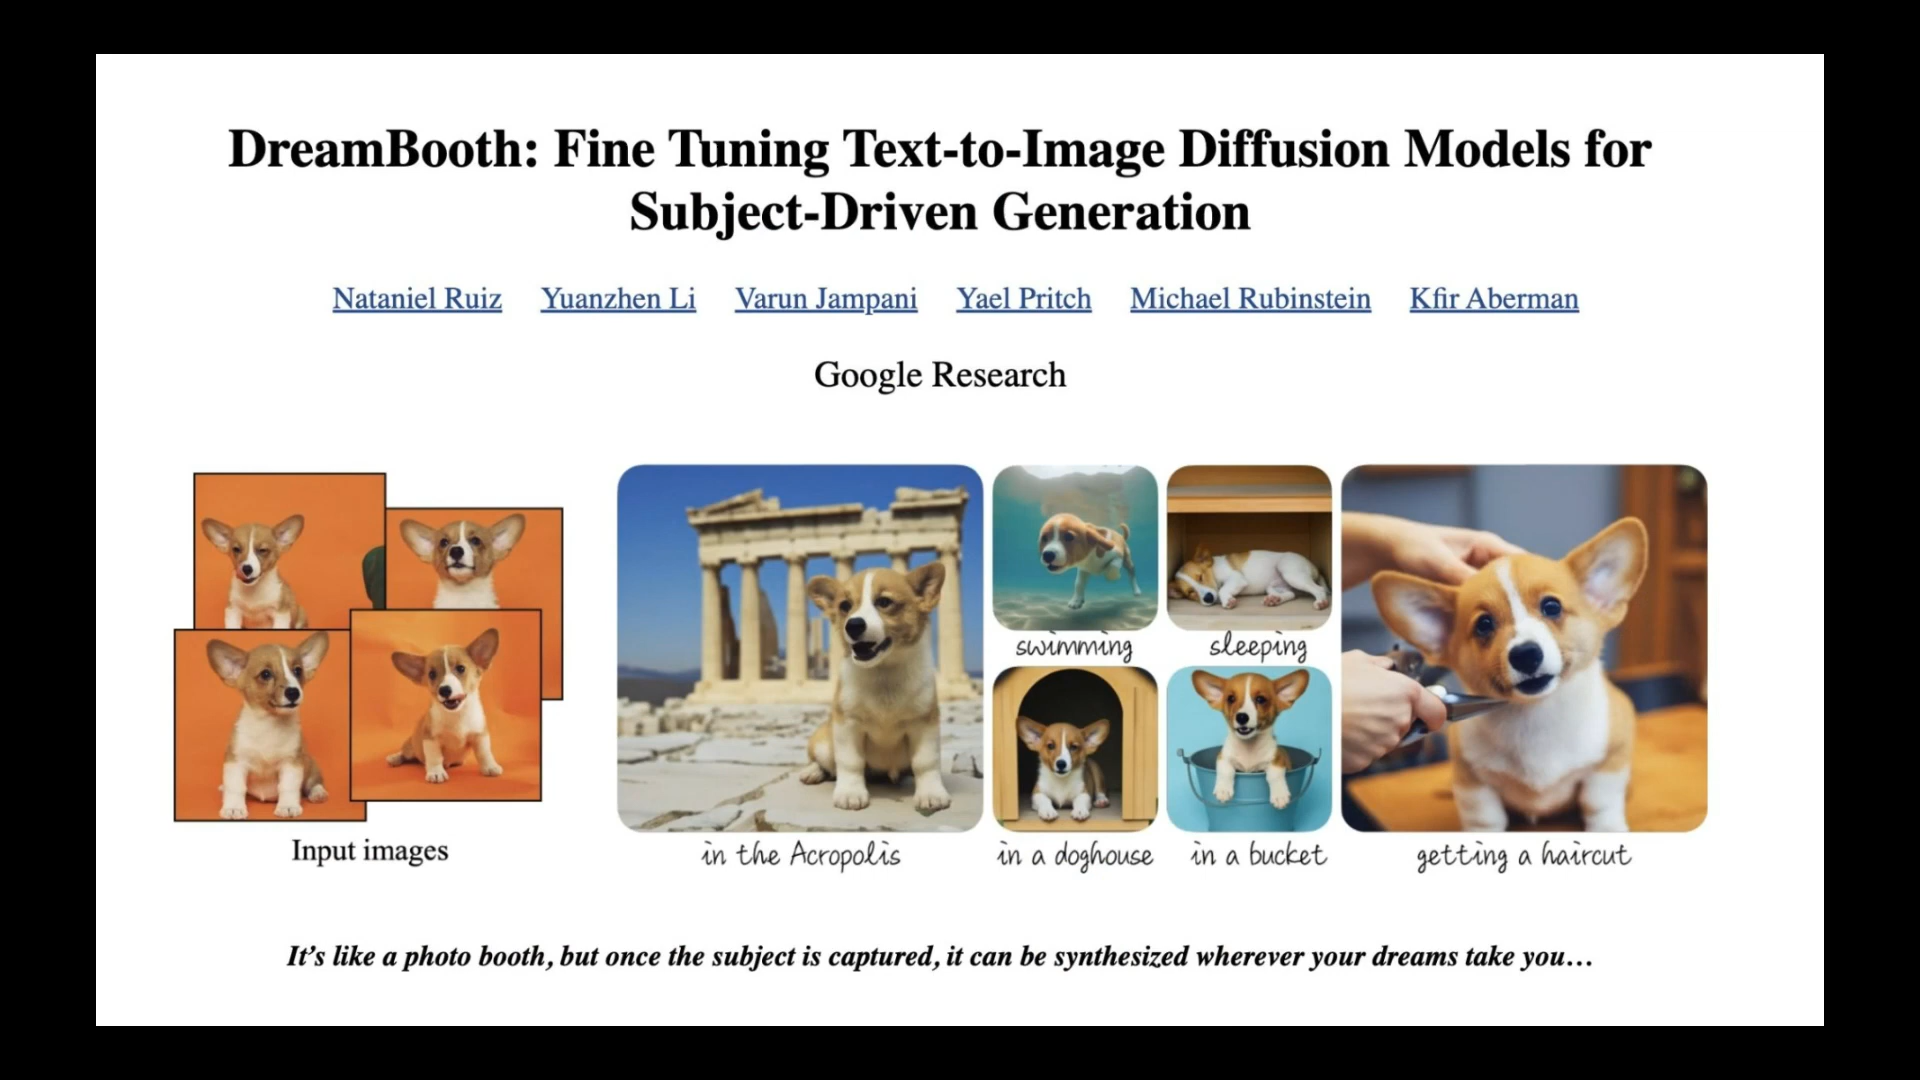 DreamBooth: Fine Tuning Text-to-Image Diffusion Models for
Subject-Driven Generation
Nataniel Ruiz Yuanzhen Li Varun Jampani Yael Pritch Michael Rubinstein Kfir Aberman
Google Research
swimming sleeping
Input images
in the Acropolis in a doghouse in a bucket getting a haircut
It's like a photo booth, but once the subject is captured, it can be synthesized wherever your dreams take you…